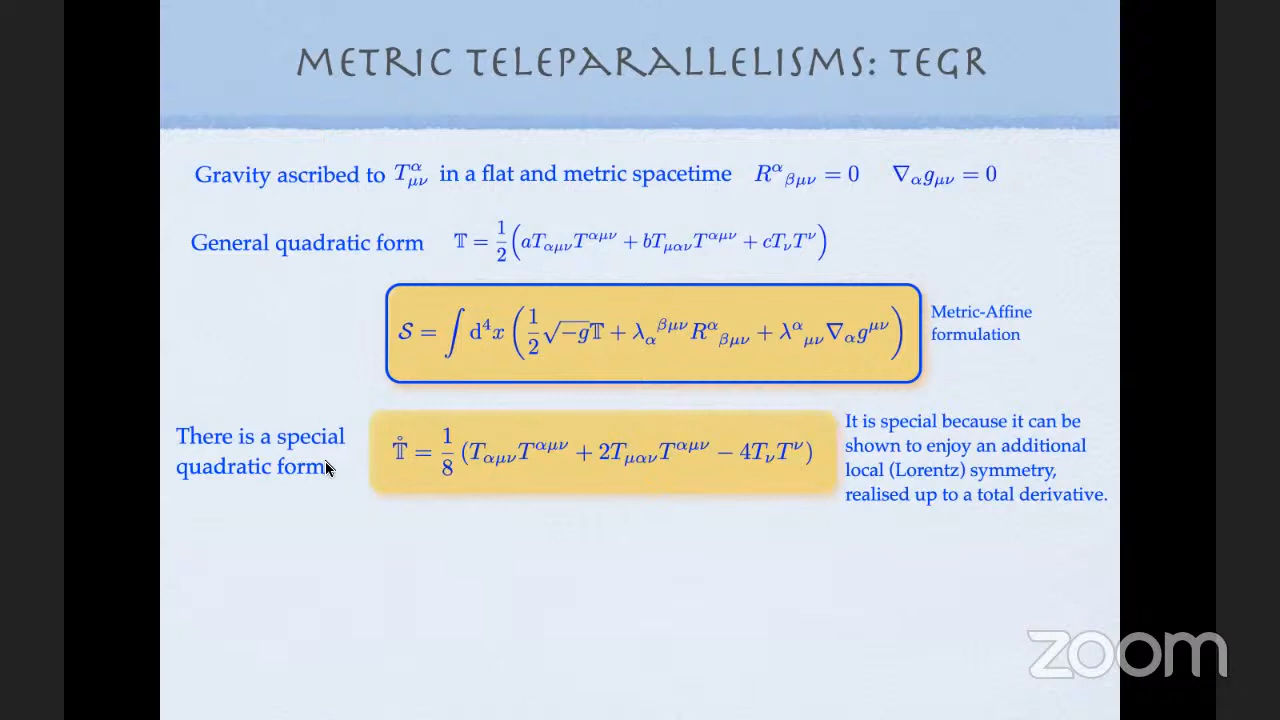 METRIC TELEPARALLELISMS: TEGR
Gravity ascribed to $T^{\alpha}_{\mu\nu}$ in a flat and metric spacetime $R^{\alpha}{}_{\beta\mu\nu} = 0$ $\nabla_{\alpha} g_{\mu\nu} = 0$
General quadratic form $\mathbb{T} = \frac{1}{2}\left(aT_{\alpha\mu\nu}T^{\alpha\mu\nu} + bT_{\mu\alpha\nu}T^{\alpha\mu\nu} + cT_{\nu}T^{\nu}\right)$
$\mathcal{S} = \int \mathrm{d}^4x \left(\frac{1}{2}\sqrt{-g}\mathbb{T} + \lambda_{\alpha}{}^{\beta\mu\nu}R^{\alpha}{}_{\beta\mu\nu} + \lambda^{\alpha}{}_{\mu\nu}\nabla_{\alpha}g^{\mu\nu}\right)$
Metric-Affine
formulation
There is a special
quadratic form
$\mathring{\mathbb{T}} = \frac{1}{8}\left(T_{\alpha\mu\nu}T^{\alpha\mu\nu} + 2T_{\mu\alpha\nu}T^{\alpha\mu\nu} - 4T_{\nu}T^{\nu}\right)$
It is special because it can be
shown to enjoy an additional
local (Lorentz) symmetry,
realised up to a total derivative.
zoom